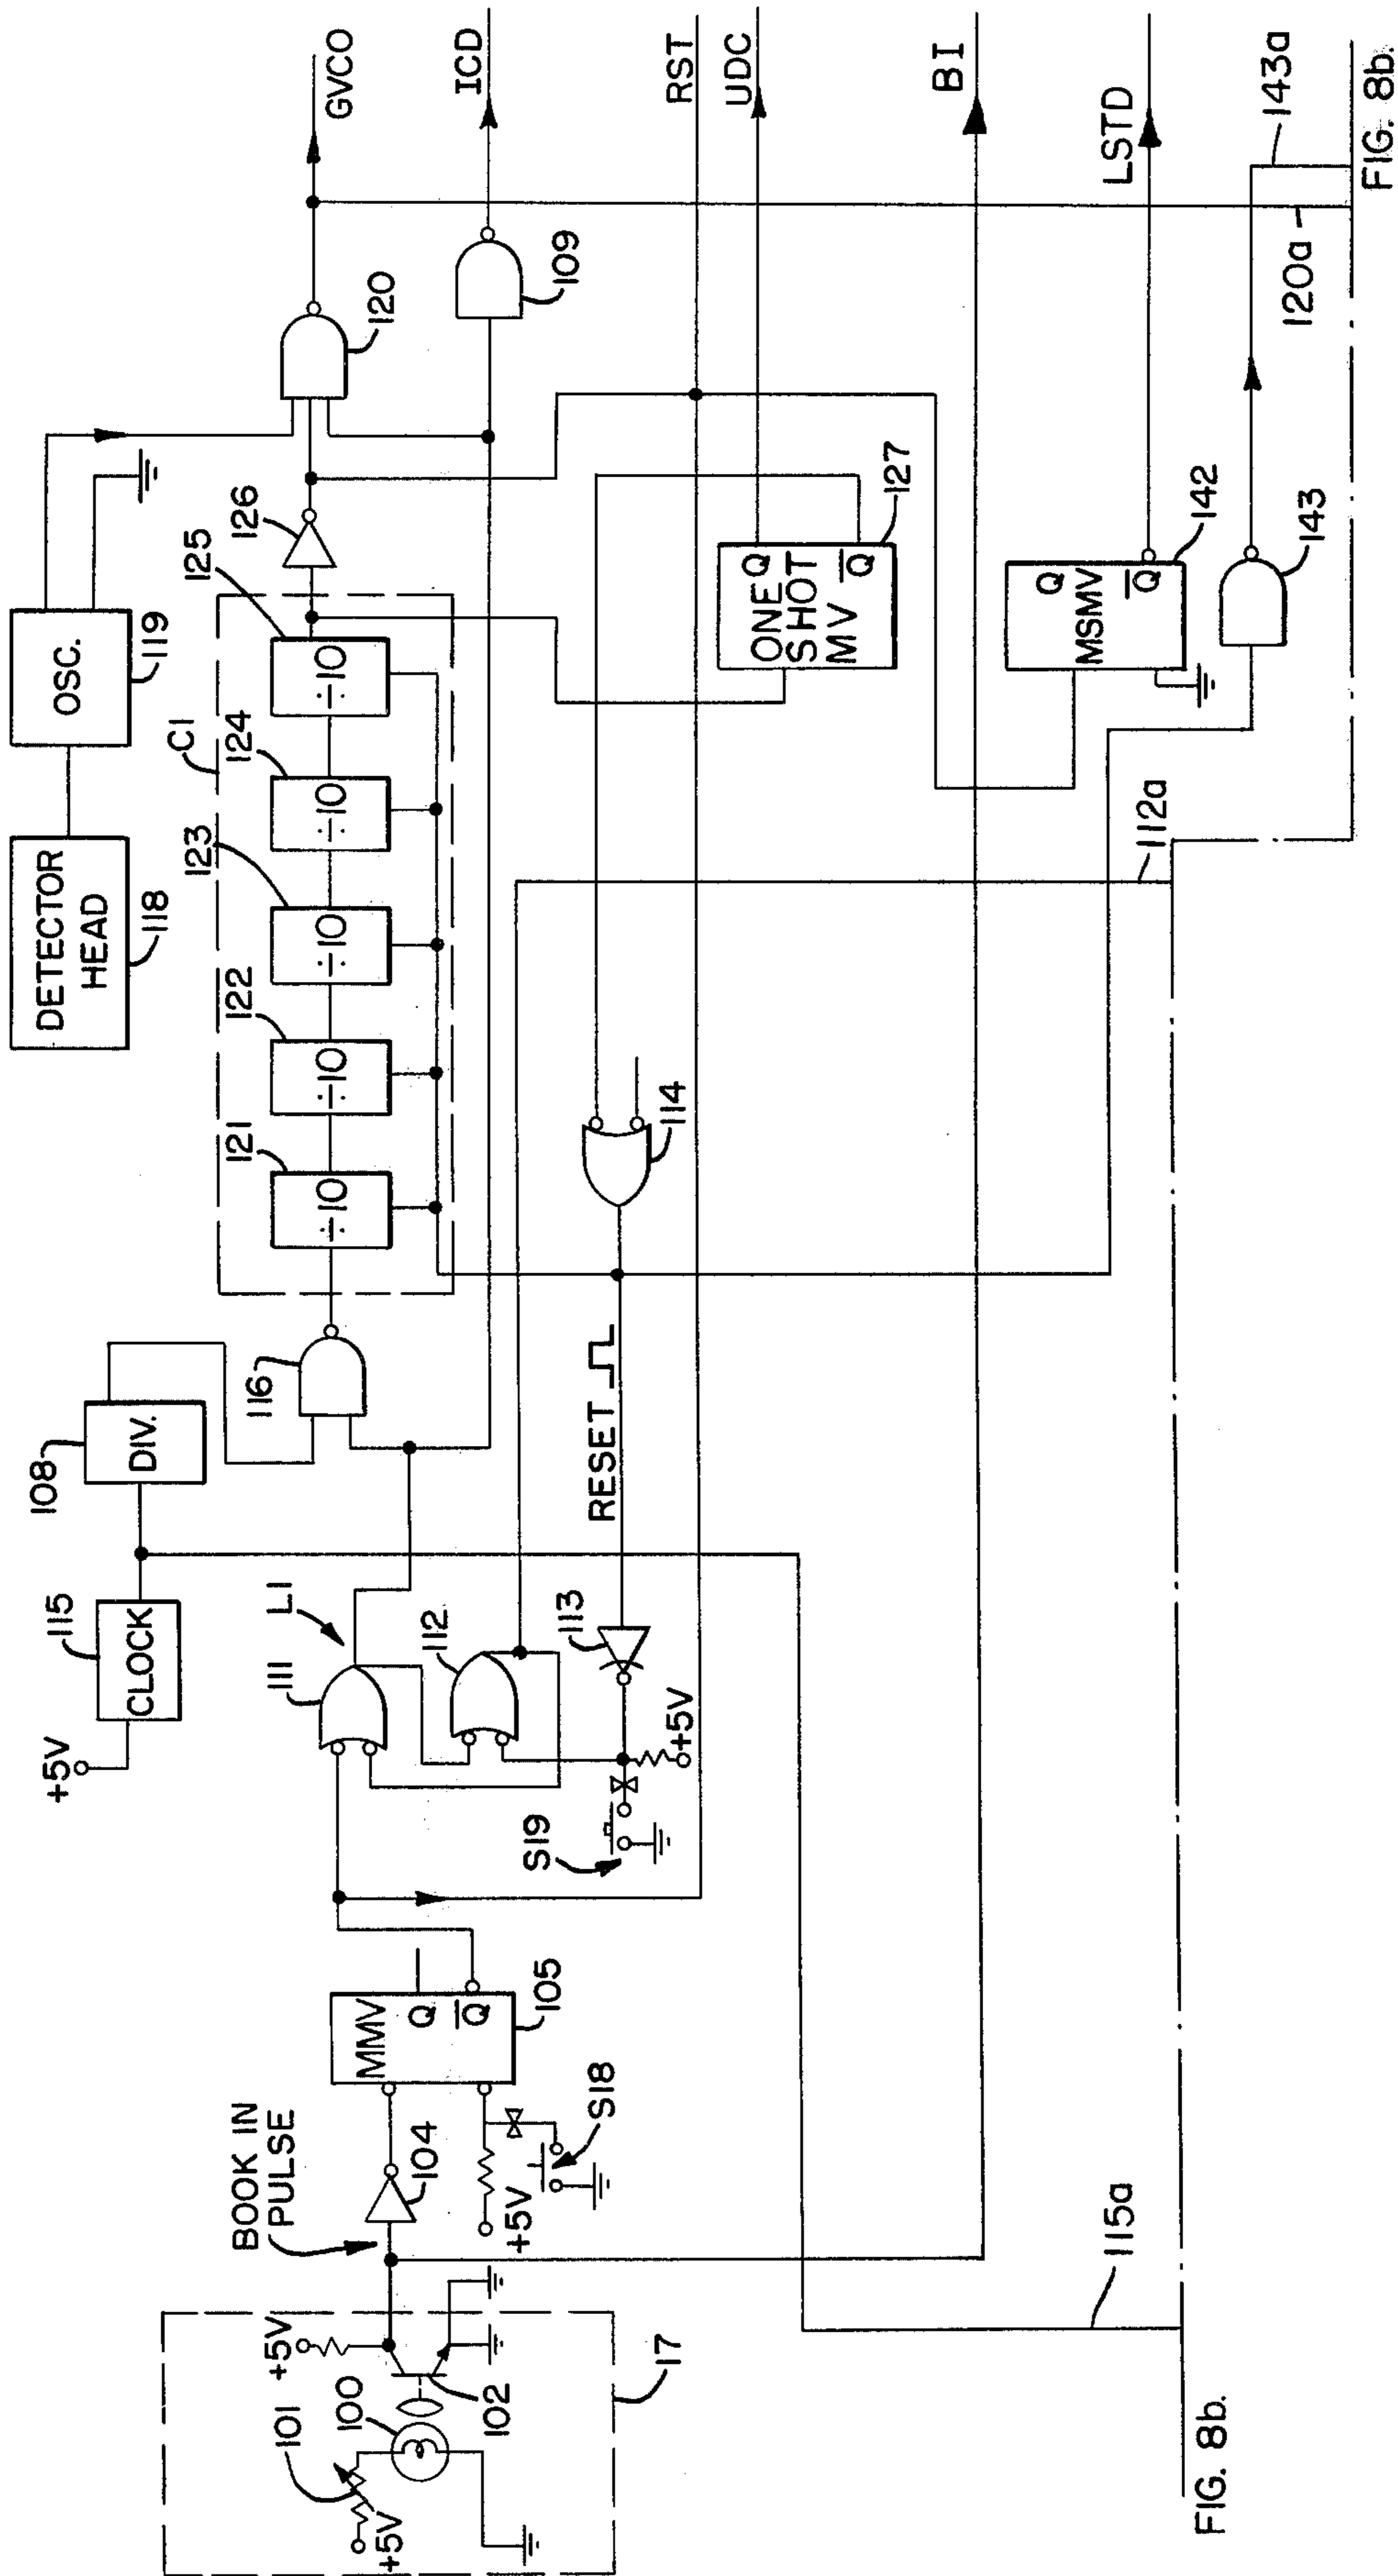 +5V
115
CLOCK
108
DIV.
DETECTOR
HEAD
118
OSC.
119
101
100
+5V
+5V
102
17
BOOK IN
PULSE
104
MMV
Q
Q̅
105
+5V
S18
111
L1
112
113
+5V
S19
116
121
÷10
122
÷10
123
÷10
124
÷10
125
÷10
C1
126
120
109
GVCO
ICD
RESET
114
ONE
SHOT
MV
Q
Q̅
127
RST
UDC
BI
MSMV
Q
Q̅
142
LSTD
143
143a
120a
112a
115a
FIG. 8b.
FIG. 8b.